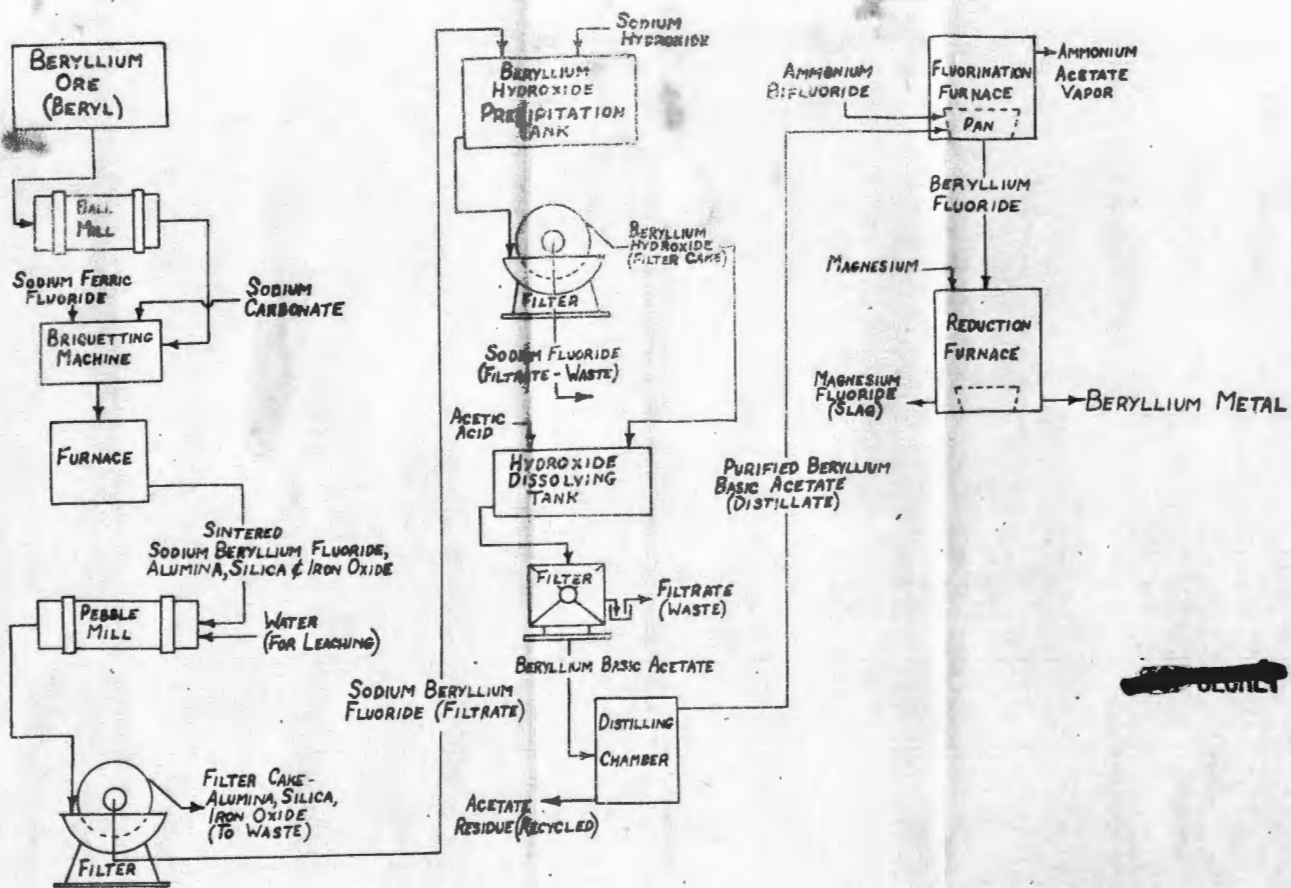 BERYLLIUM
ORE
(BERYL)
BALL
MILL
SODIUM FERRIC
FLUORIDE
SODIUM
CARBONATE
BRIQUETTING
MACHINE
FURNACE
SINTERED
SODIUM BERYLLIUM FLUORIDE,
ALUMINA, SILICA & IRON OXIDE
PEBBLE
MILL
WATER
(FOR LEACHING)
FILTER CAKE-
ALUMINA, SILICA,
IRON OXIDE
(TO WASTE)
FILTER
SODIUM BERYLLIUM
FLUORIDE (FILTRATE)
SODIUM
HYDROXIDE
BERYLLIUM
HYDROXIDE
PRECIPITATION
TANK
BERYLLIUM
HYDROXIDE
(FILTER CAKE)
FILTER
SODIUM FLUORIDE
(FILTRATE-WASTE)
ACETIC
ACID
HYDROXIDE
DISSOLVING
TANK
FILTER
FILTRATE
(WASTE)
BERYLLIUM BASIC ACETATE
DISTILLING
CHAMBER
ACETATE
RESIDUE (RECYCLED)
PURIFIED BERYLLIUM
BASIC ACETATE
(DISTILLATE)
AMMONIUM
BIFLUORIDE
FLUORINATION
FURNACE
PAN
AMMONIUM
ACETATE
VAPOR
BERYLLIUM
FLUORIDE
MAGNESIUM
REDUCTION
FURNACE
MAGNESIUM
FLUORIDE
(SLAG)
BERYLLIUM METAL